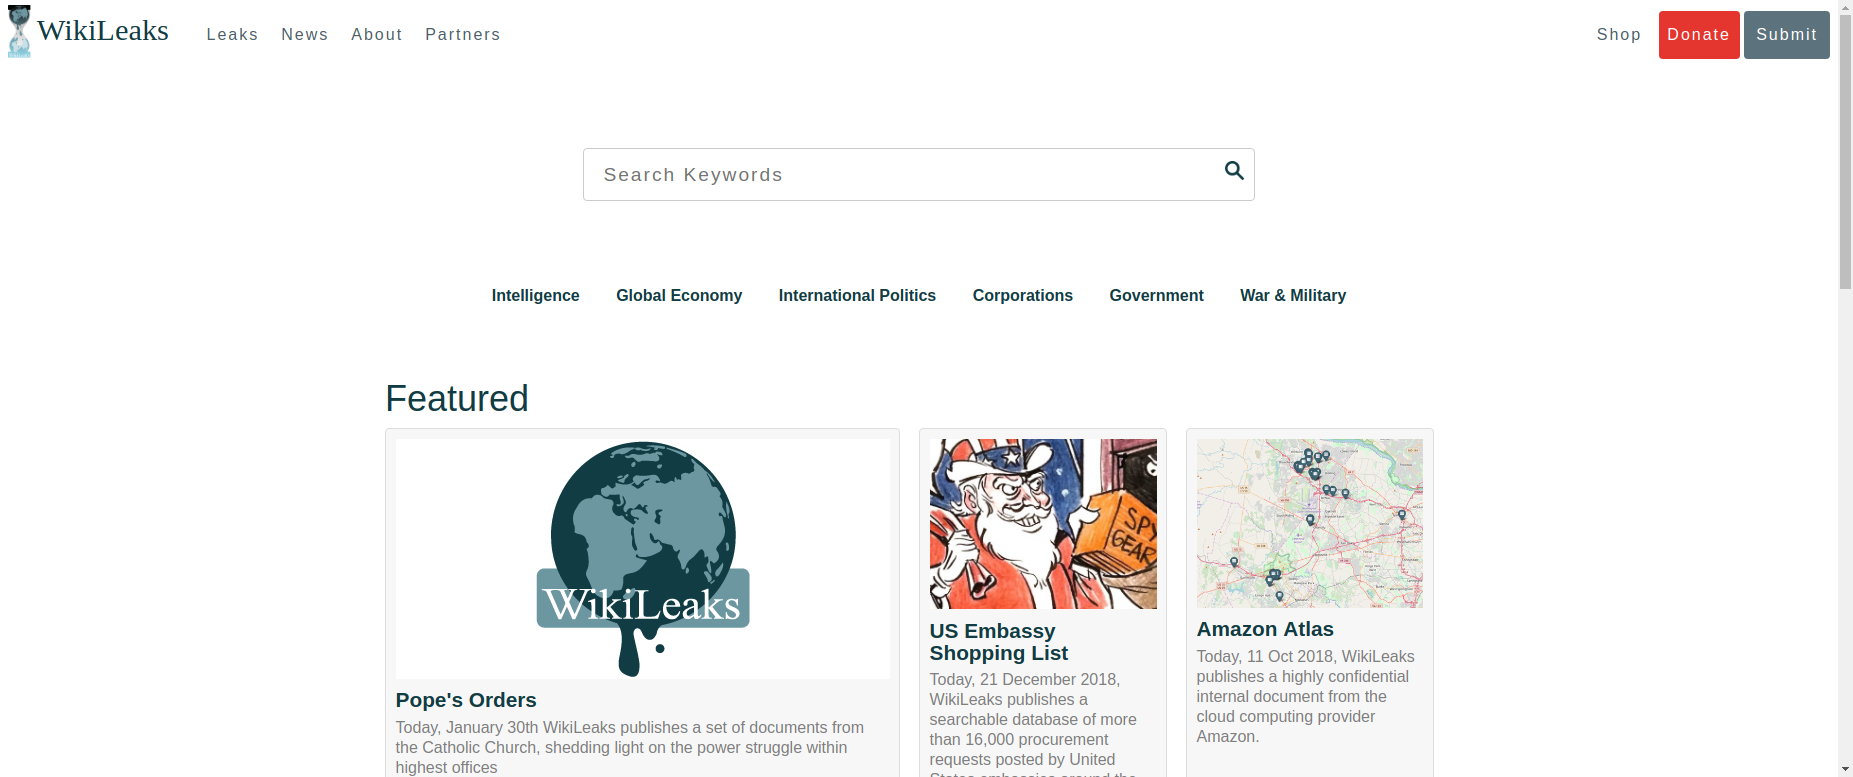 WikiLeaks
Leaks News About Partners
Shop Donate Submit
Search Keywords
Intelligence Global Economy International Politics Corporations Government War & Military
Featured
WikiLeaks
Pope's Orders
Today, January 30th WikiLeaks publishes a set of documents from
the Catholic Church, shedding light on the power struggle within
highest offices
SPY
GEAR
US Embassy
Shopping List
Today, 21 December 2018,
WikiLeaks publishes a
searchable database of more
than 16,000 procurement
requests posted by United
States embassies around the
Amazon Atlas
Today, 11 Oct 2018, WikiLeaks
publishes a highly confidential
internal document from the
cloud computing provider
Amazon.